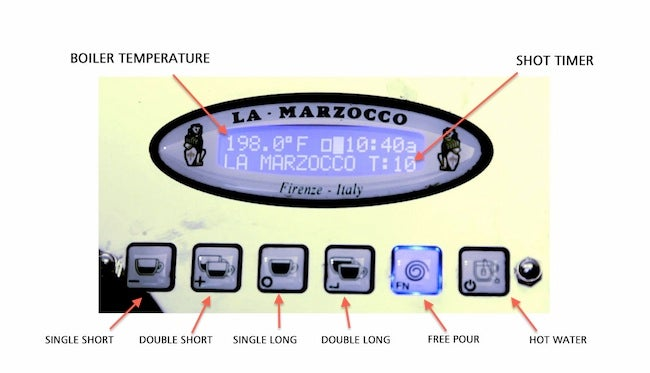 BOILER TEMPERATURE
SHOT TIMER
LA · MARZOCCO
198.0°F 10:40a
LA MARZOCCO T:10
Firenze - Italy
FN
SINGLE SHORT
DOUBLE SHORT
SINGLE LONG
DOUBLE LONG
FREE POUR
HOT WATER